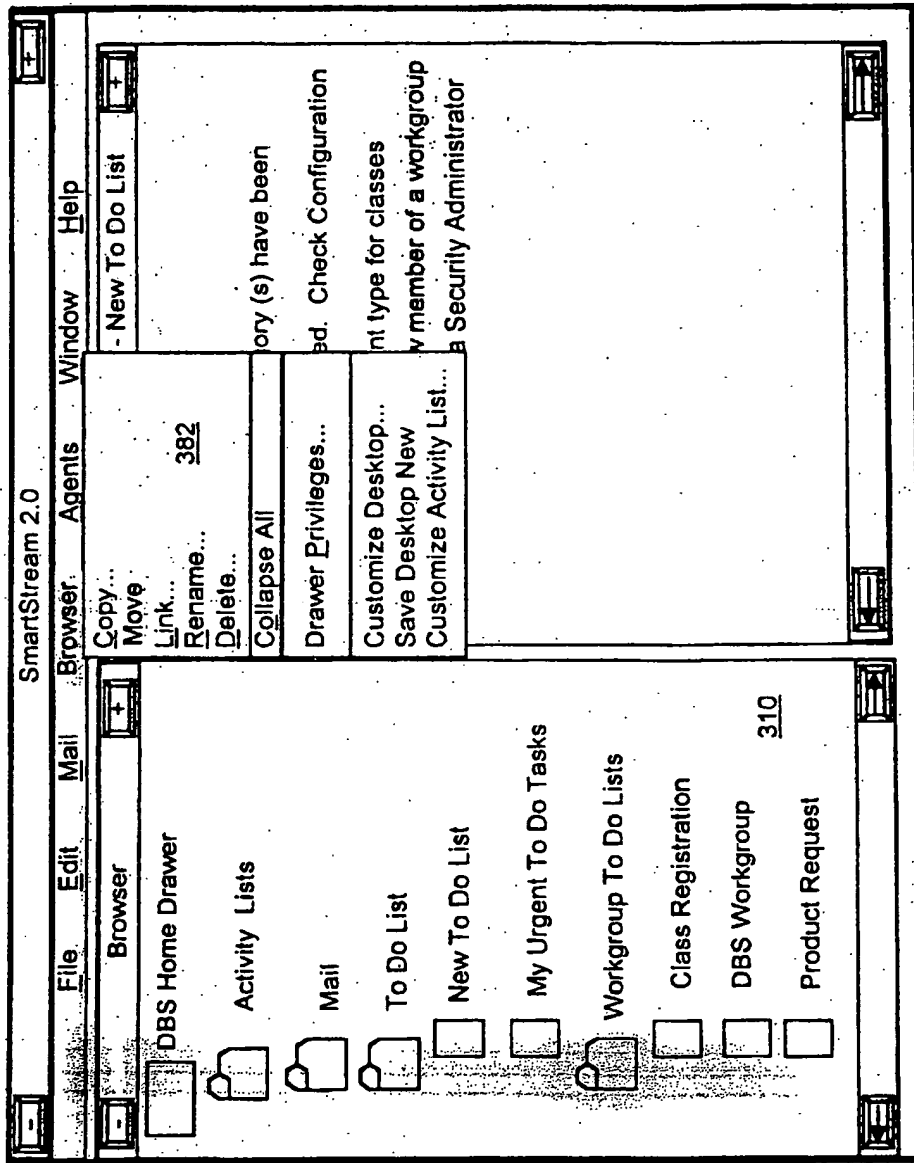 SmartStream 2.0
File Edit Mail Browser Agents Window Help
Browser
DBS Home Drawer
Activity Lists
Mail
To Do List
New To Do List
My Urgent To Do Tasks
Workgroup To Do Lists
Class Registration
DBS Workgroup
Product Request
310
Copy...
Move
Link...
Rename...
Delete...
382
Collapse All
Drawer Privileges...
Customize Desktop...
Save Desktop New
Customize Activity List...
- New To Do List
ory (s) have been
ed. Check Configuration
nt type for classes
w member of a workgroup
a Security Administrator